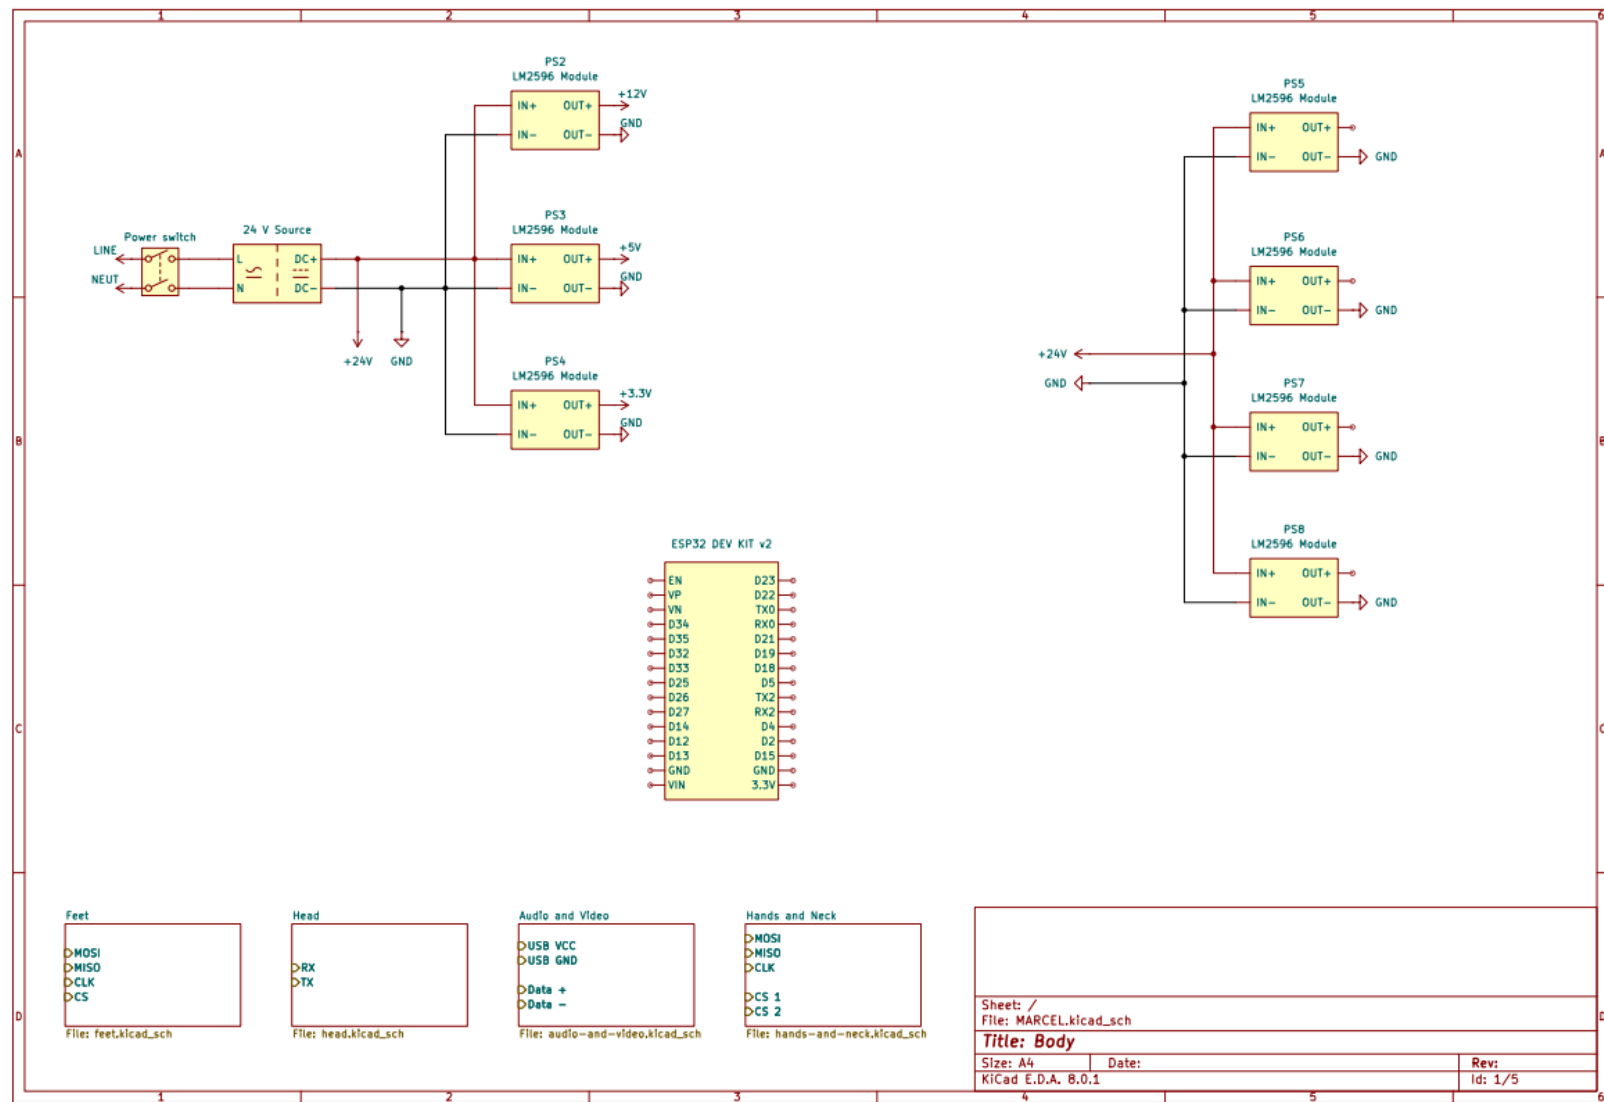 1 2 3 4 5 6
A
B
C
D
A
B
C
D
PS2
LM2596 Module
IN+ OUT+ +12V
IN- OUT- GND
PS3
LM2596 Module
IN+ OUT+ +5V
IN- OUT- GND
PS4
LM2596 Module
IN+ OUT+ +3.3V
IN- OUT- GND
Power switch
LINE
NEUT
24 V Source
L DC+
N DC-
+24V GND
PS5
LM2596 Module
IN+ OUT+
IN- OUT- GND
PS6
LM2596 Module
IN+ OUT+
IN- OUT- GND
+24V
GND
PS7
LM2596 Module
IN+ OUT+
IN- OUT- GND
PS8
LM2596 Module
IN+ OUT+
IN- OUT- GND
ESP32 DEV KIT v2
EN D23
VP D22
VN TX0
D34 RX0
D35 D21
D32 D19
D33 D18
D25 D5
D26 TX2
D27 RX2
D14 D4
D12 D2
D13 D15
GND GND
VIN 3.3V
Feet
MOSI
MISO
CLK
CS
File: feet.kicad_sch
Head
RX
TX
File: head.kicad_sch
Audio and Video
USB VCC
USB GND
Data +
Data -
File: audio-and-video.kicad_sch
Hands and Neck
MOSI
MISO
CLK
CS 1
CS 2
File: hands-and-neck.kicad_sch
Sheet: /
File: MARCEL.kicad_sch
Title: Body
Size: A4 Date: Rev:
KiCad E.D.A. 8.0.1 Id: 1/5
1 2 3 4 5 6